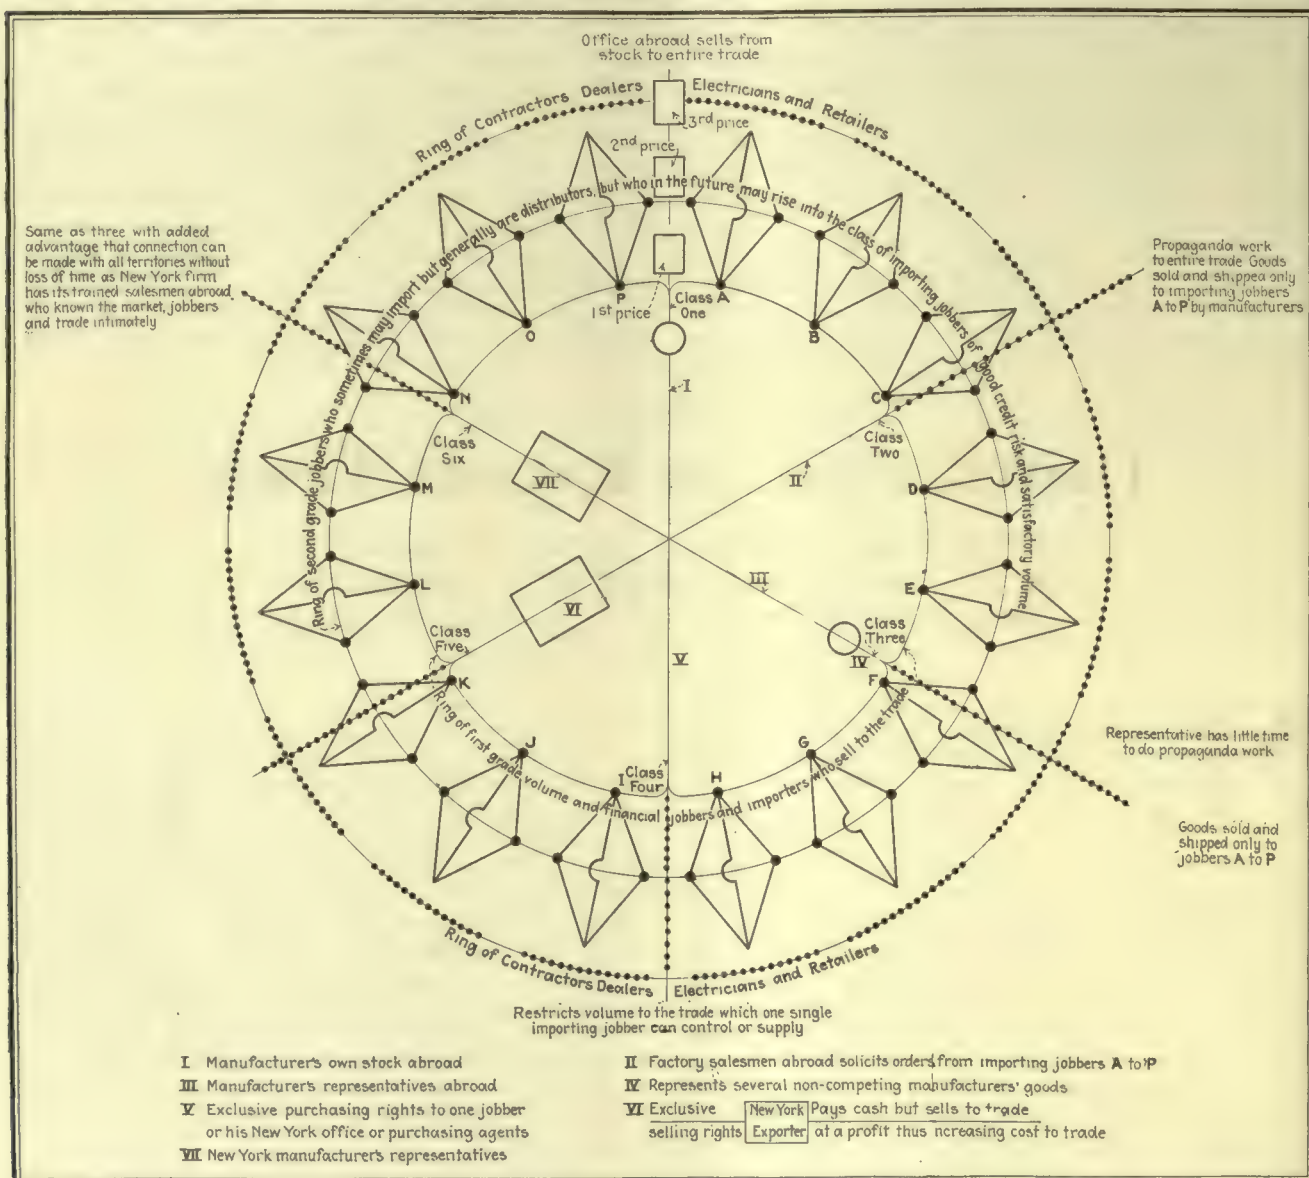 Office abroad sells from
stock to entire trade
Ring of Contractors Dealers
Electricians and Retailers
3rd price
2nd price
1st price
Class
One
Ring of second grade jobbers who sometimes may import but generally are distributors, but who in the future may rise into the class of importing jobbers of good credit risk and satisfactory volume
Same as three with added
advantage that connection can
be made with all territories without
loss of time as New York firm
has its trained salesmen abroad
who known the market, jobbers
and trade intimately
Propaganda work
to entire trade Goods
sold and shipped only
to importing jobbers
A to P by manufacturers
P
A
O
B
N
C
I
Class
Six
Class
Two
M
VII
II
D
L
VI
III
E
Class
Five
Class
Three
V
IV
K
F
Ring of first grade volume and financial jobbers and importers who sell to the trade
J
G
I
Class
Four
H
Representative has little time
to do propaganda work
Goods sold and
shipped only to
jobbers A to P
Ring of Contractors Dealers
Electricians and Retailers
Restricts volume to the trade which one single
importing jobber can control or supply
I Manufacturer's own stock abroad
II Factory salesmen abroad solicits orders from importing jobbers A to P
III Manufacturer's representatives abroad
IV Represents several non-competing manufacturers' goods
V Exclusive purchasing rights to one jobber
or his New York office or purchasing agents
VI Exclusive New York Pays cash but sells to trade
selling rights Exporter at a profit thus ncreasing cost to trade
VII New York manufacturer's representatives